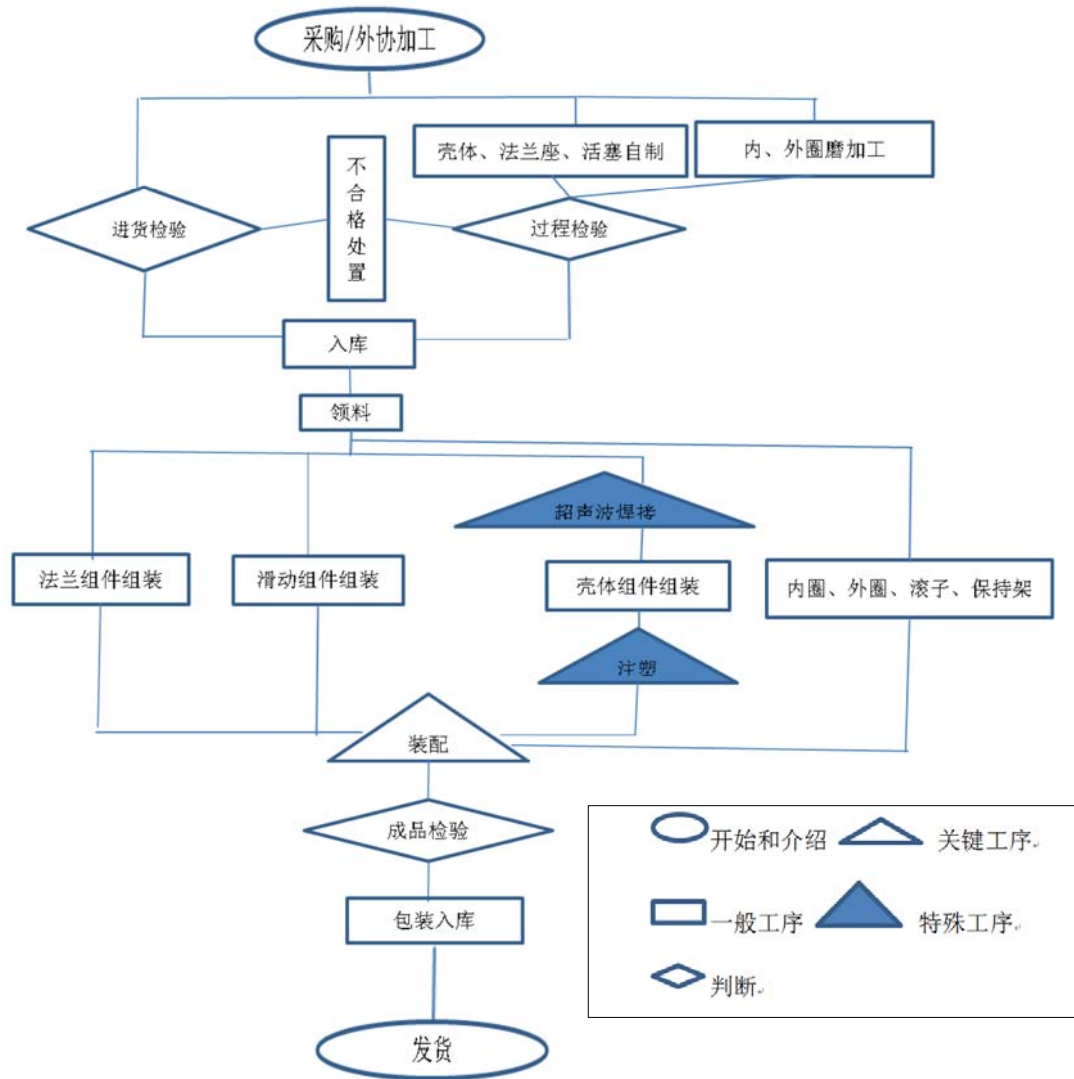 采购/外协加工
壳体、法兰座、活塞自制
内、外圈磨加工
不合格处置
进货检验
过程检验
入库
领料
超声波焊接
法兰组件组装
滑动组件组装
壳体组件组装
内圈、外圈、滚子、保持架
注塑
装配
成品检验
包装入库
发货
开始和介绍
关键工序
一般工序
特殊工序
判断